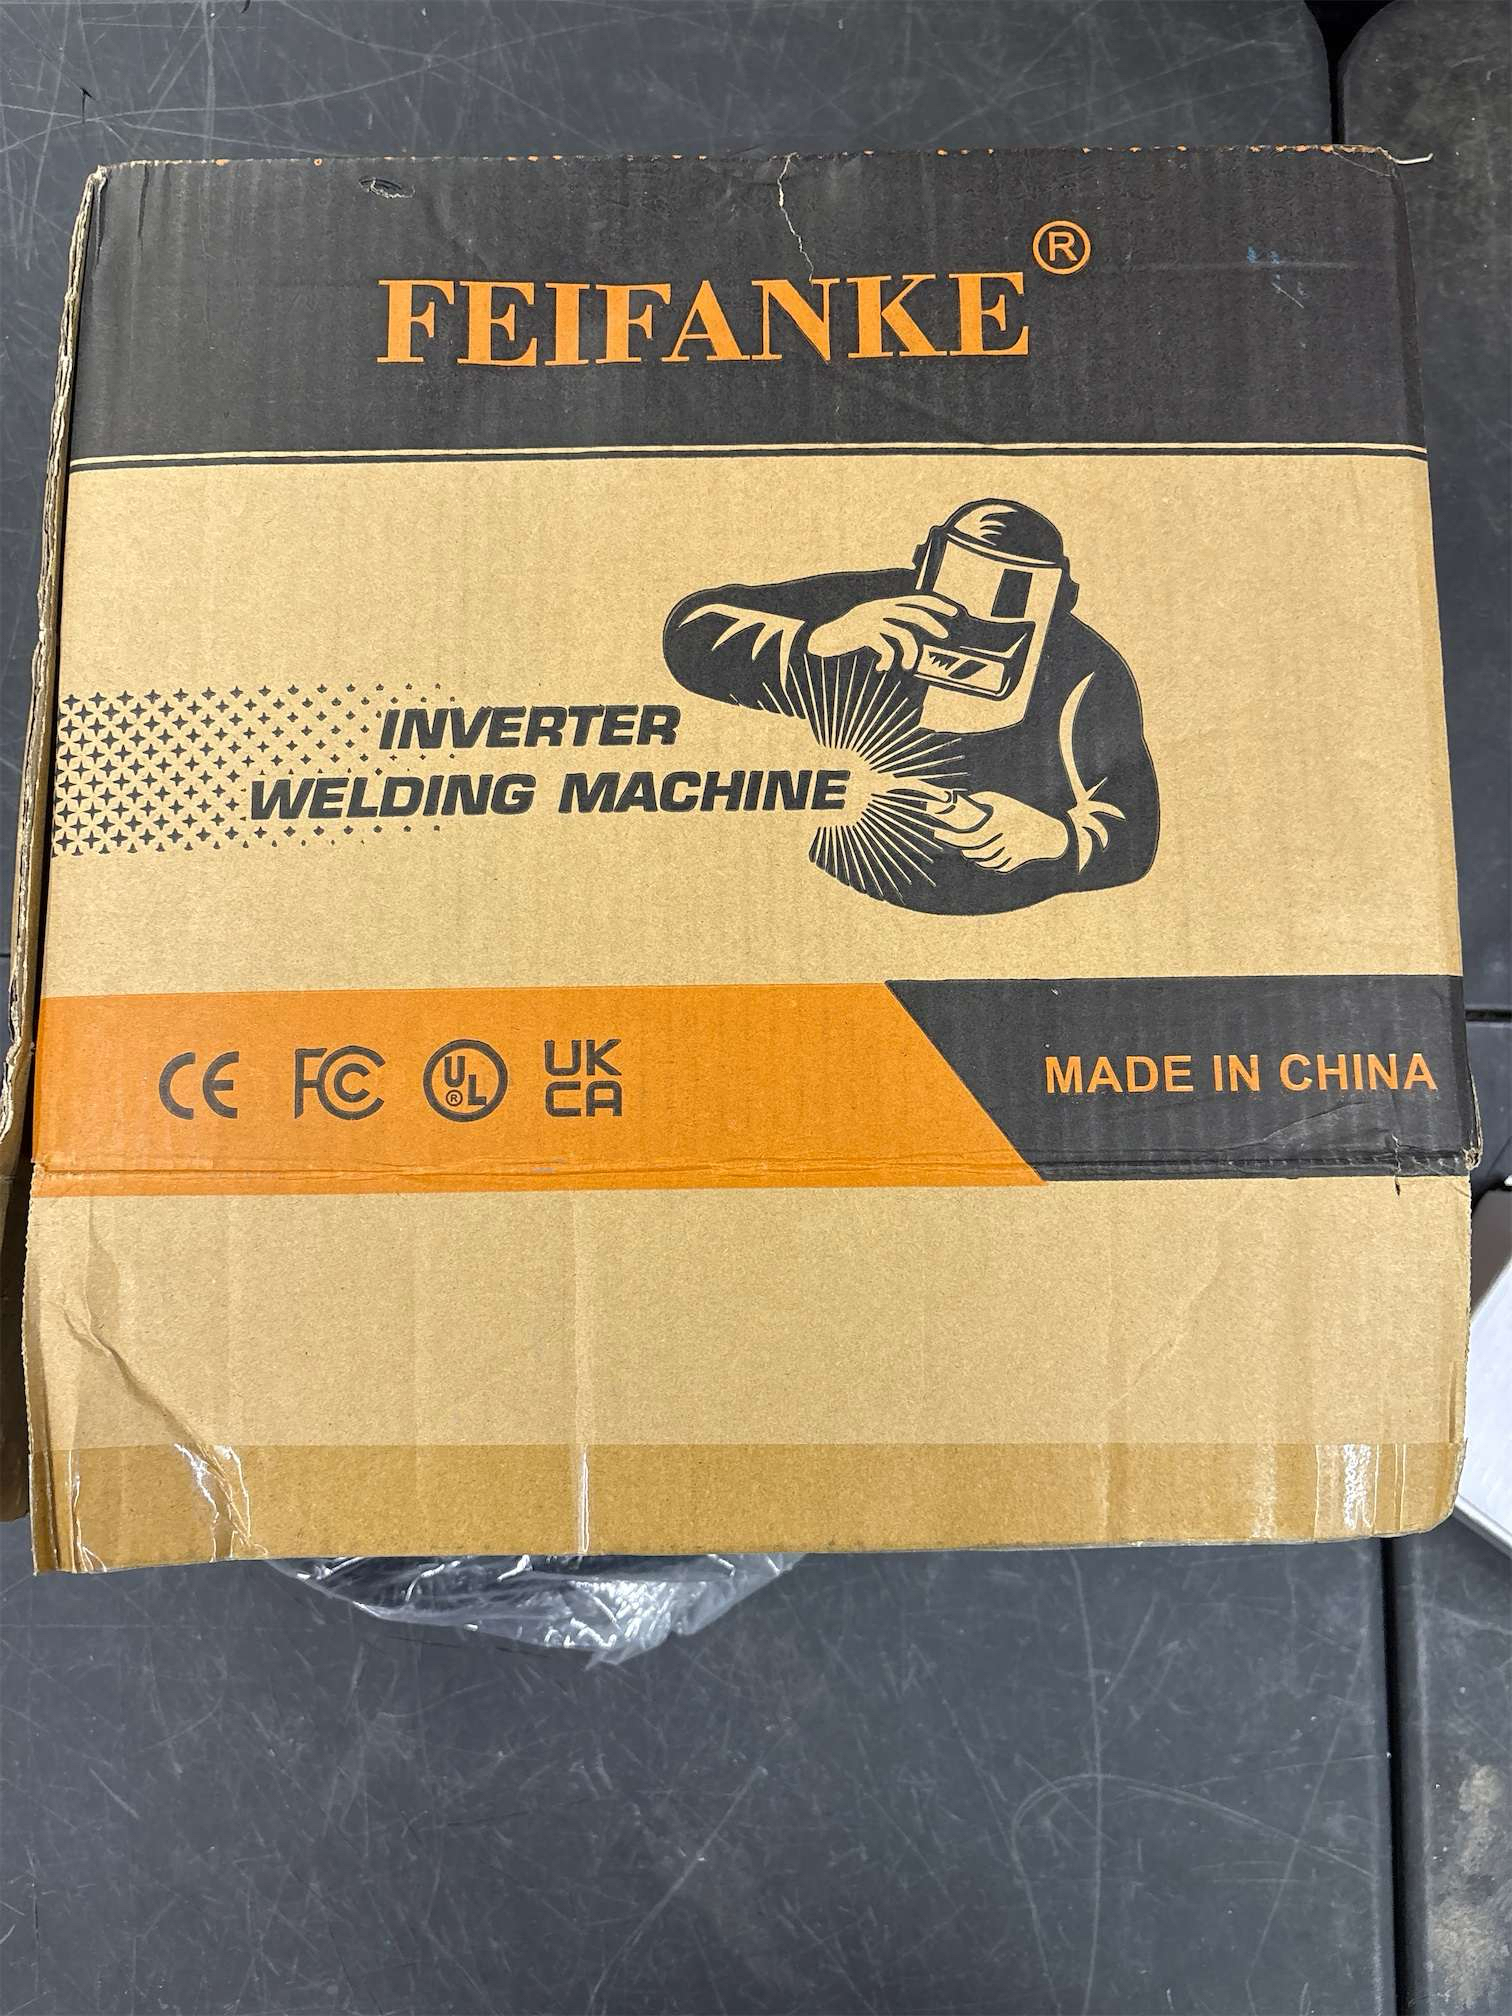 FEIFANKE®
INVERTER
WELDING MACHINE
CE FC UL® UK
CA
MADE IN CHINA